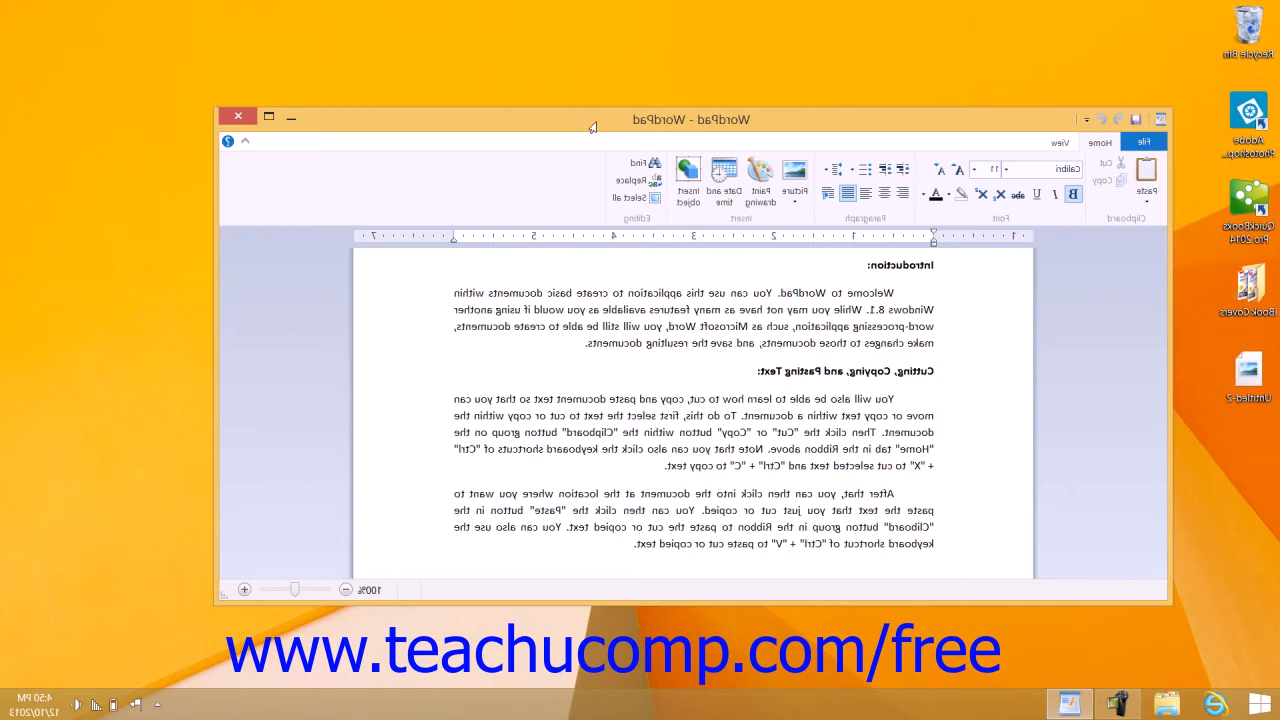 Recycle Bin
Adobe
Photoshop...
QuickBooks
Pro 2014
iBook Covers
Untitled-2
WordPad - WordPad
File
Home
View
Paste
Cut
Copy
Clipboard
Calibri
11
Font
Paragraph
Picture
Paint
drawing
Date and
time
Insert
object
Insert
Find
Replace
Select all
Editing
1 1 2 3 4 5 7
Introduction:
Welcome to WordPad. You can use this application to create basic documents within
Windows 8.1. While you may not have as many features available as you would if using another
word-processing application, such as Microsoft Word, you will still be able to create documents,
make changes to those documents, and save the resulting documents.
Cutting, Copying, and Pasting Text:
You will also be able to learn how to cut, copy and paste document text so that you can
move or copy text within a document. To do this, first select the text to cut or copy within the
document. Then click the "Cut" or "Copy" button within the "Clipboard" button group on the
"Home" tab in the Ribbon above. Note that you can also click the keyboaard shortcuts of "Ctrl"
+ "X" to cut selected text and "Ctrl" + "C" to copy text.
After that, you can then click into the document at the location where you want to
paste the text that you just cut or copied. You can then click the "Paste" button in the
"Cliboard" button group in the Ribbon to paste the cut or copied text. You can also use the
keyboard shortcut of "Ctrl" + "V" to paste cut or copied text.
100%
www.teachucomp.com/free
4:50 PM
12/10/2013